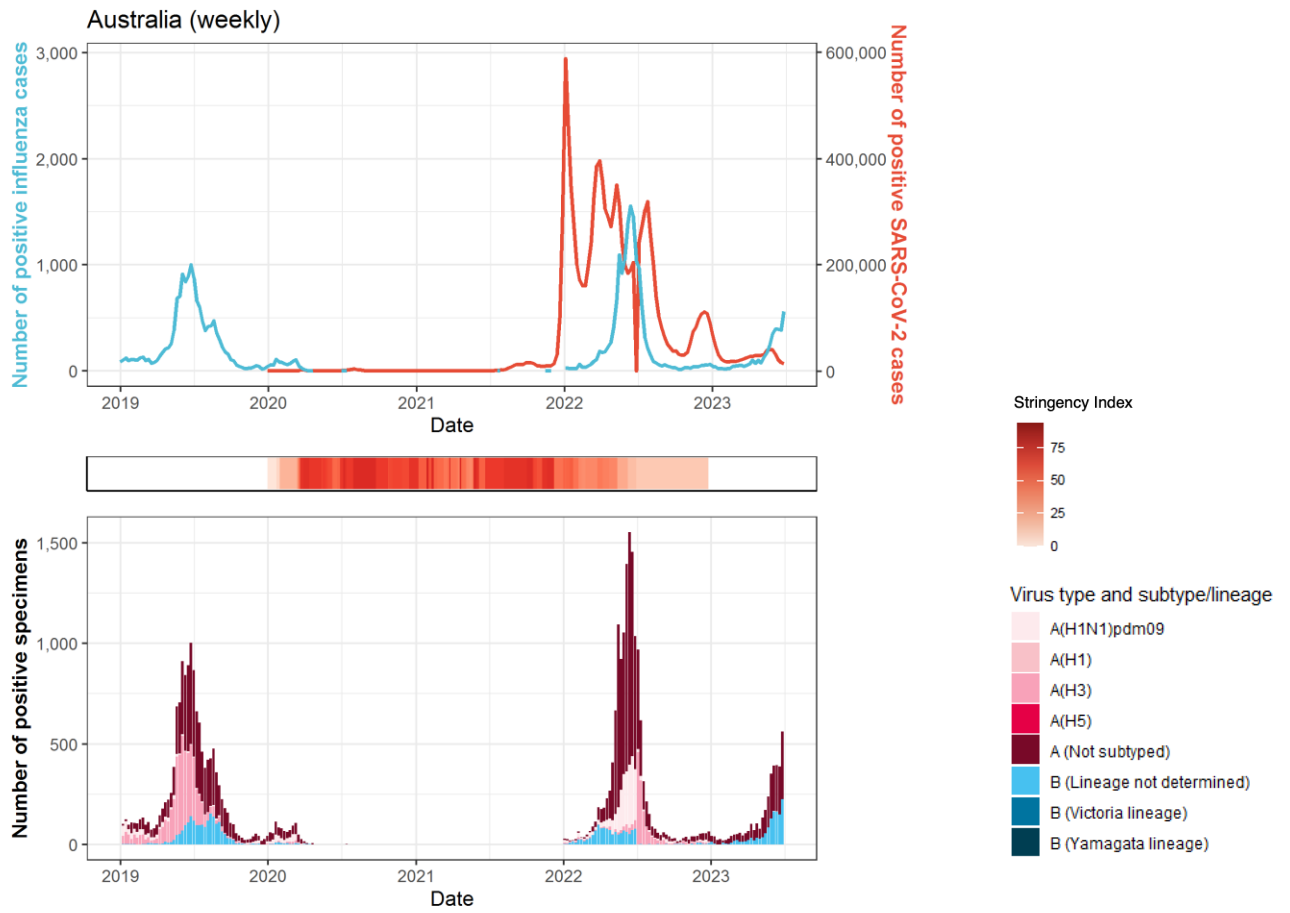 Australia (weekly)
Number of positive influenza cases
3,000
2,000
1,000
0
600,000
400,000
200,000
0
Number of positive SARS-CoV-2 cases
2019
2020
2021
2022
2023
Date
Number of positive specimens
1,500
1,000
500
0
2019
2020
2021
2022
2023
Date
Stringency Index
75
50
25
0
Virus type and subtype/lineage
A(H1N1)pdm09
A(H1)
A(H3)
A(H5)
A (Not subtyped)
B (Lineage not determined)
B (Victoria lineage)
B (Yamagata lineage)